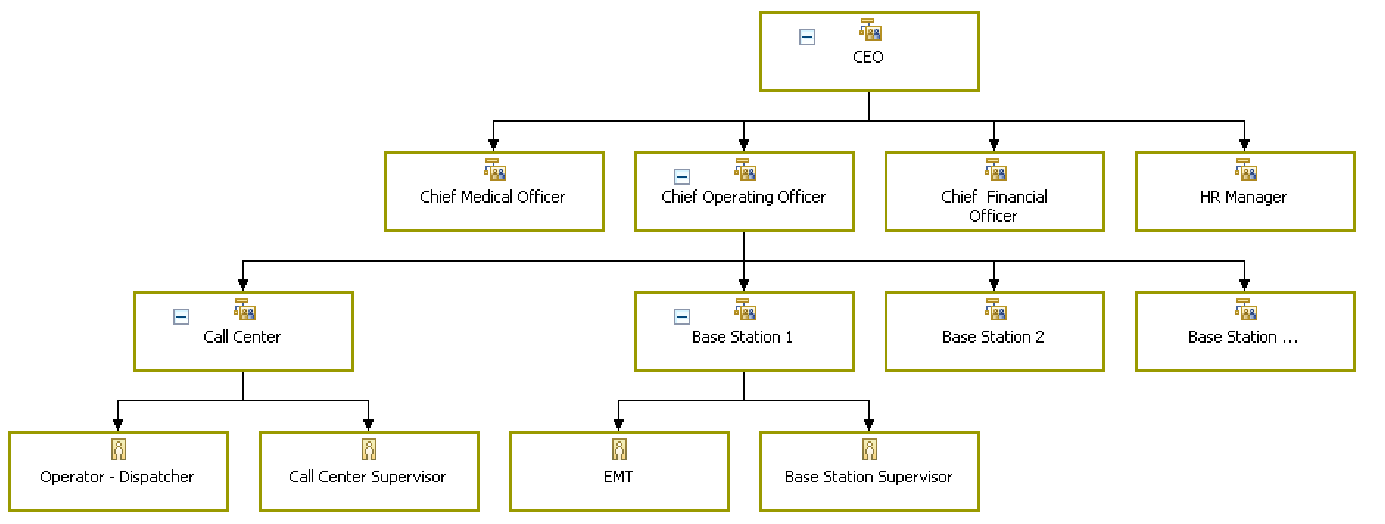 CEO
Chief Medical Officer
Chief Operating Officer
Chief Financial
Officer
HR Manager
Call Center
Base Station 1
Base Station 2
Base Station ...
Operator - Dispatcher
Call Center Supervisor
EMT
Base Station Supervisor